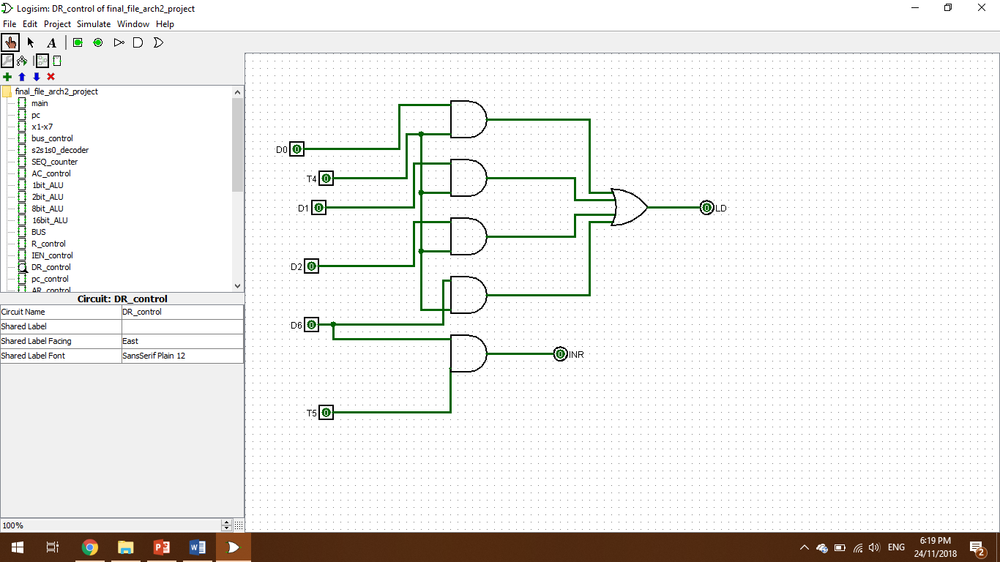 Logisim: DR_control of final_file_arch2_project
File Edit Project Simulate Window Help
A
final_file_arch2_project
main
pc
x1-x7
bus_control
s2s1s0_decoder
SEQ_counter
AC_control
1bit_ALU
2bit_ALU
8bit_ALU
16bit_ALU
BUS
R_control
IEN_control
DR_control
pc_control
AR_control
Circuit: DR_control
Circuit Name DR_control
Shared Label
Shared Label Facing East
Shared Label Font SansSerif Plain 12
100%
D0 0
T4 0
D1 0
0 LD
D2 0
D6 0
0 INR
T5 0
ENG
6:19 PM
24/11/2018
2